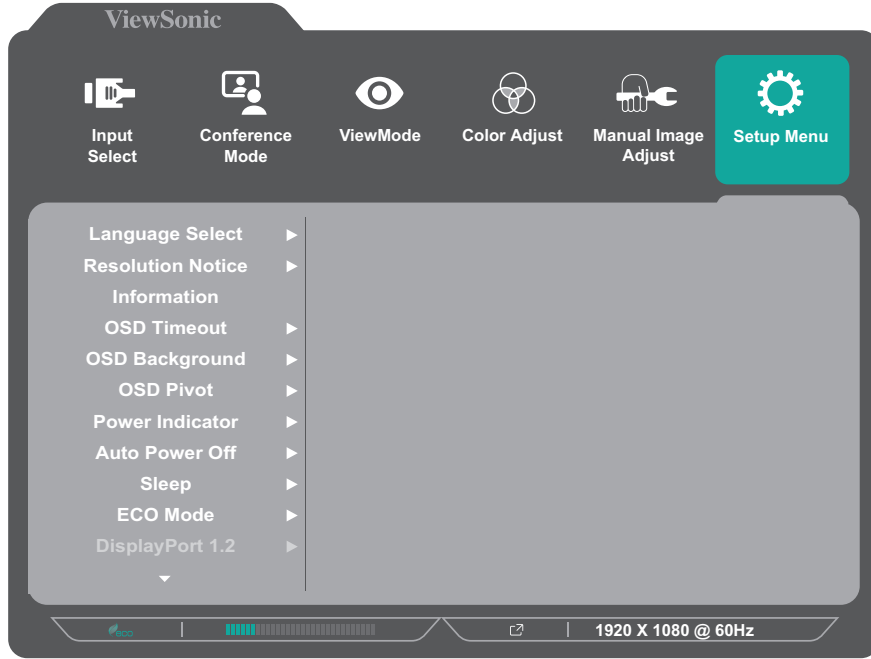 ViewSonic
Input
Select
Conference
Mode
ViewMode
Color Adjust
Manual Image
Adjust
Setup Menu
Language Select
Resolution Notice
Information
OSD Timeout
OSD Background
OSD Pivot
Power Indicator
Auto Power Off
Sleep
ECO Mode
DisplayPort 1.2
eco
1920 X 1080 @ 60Hz